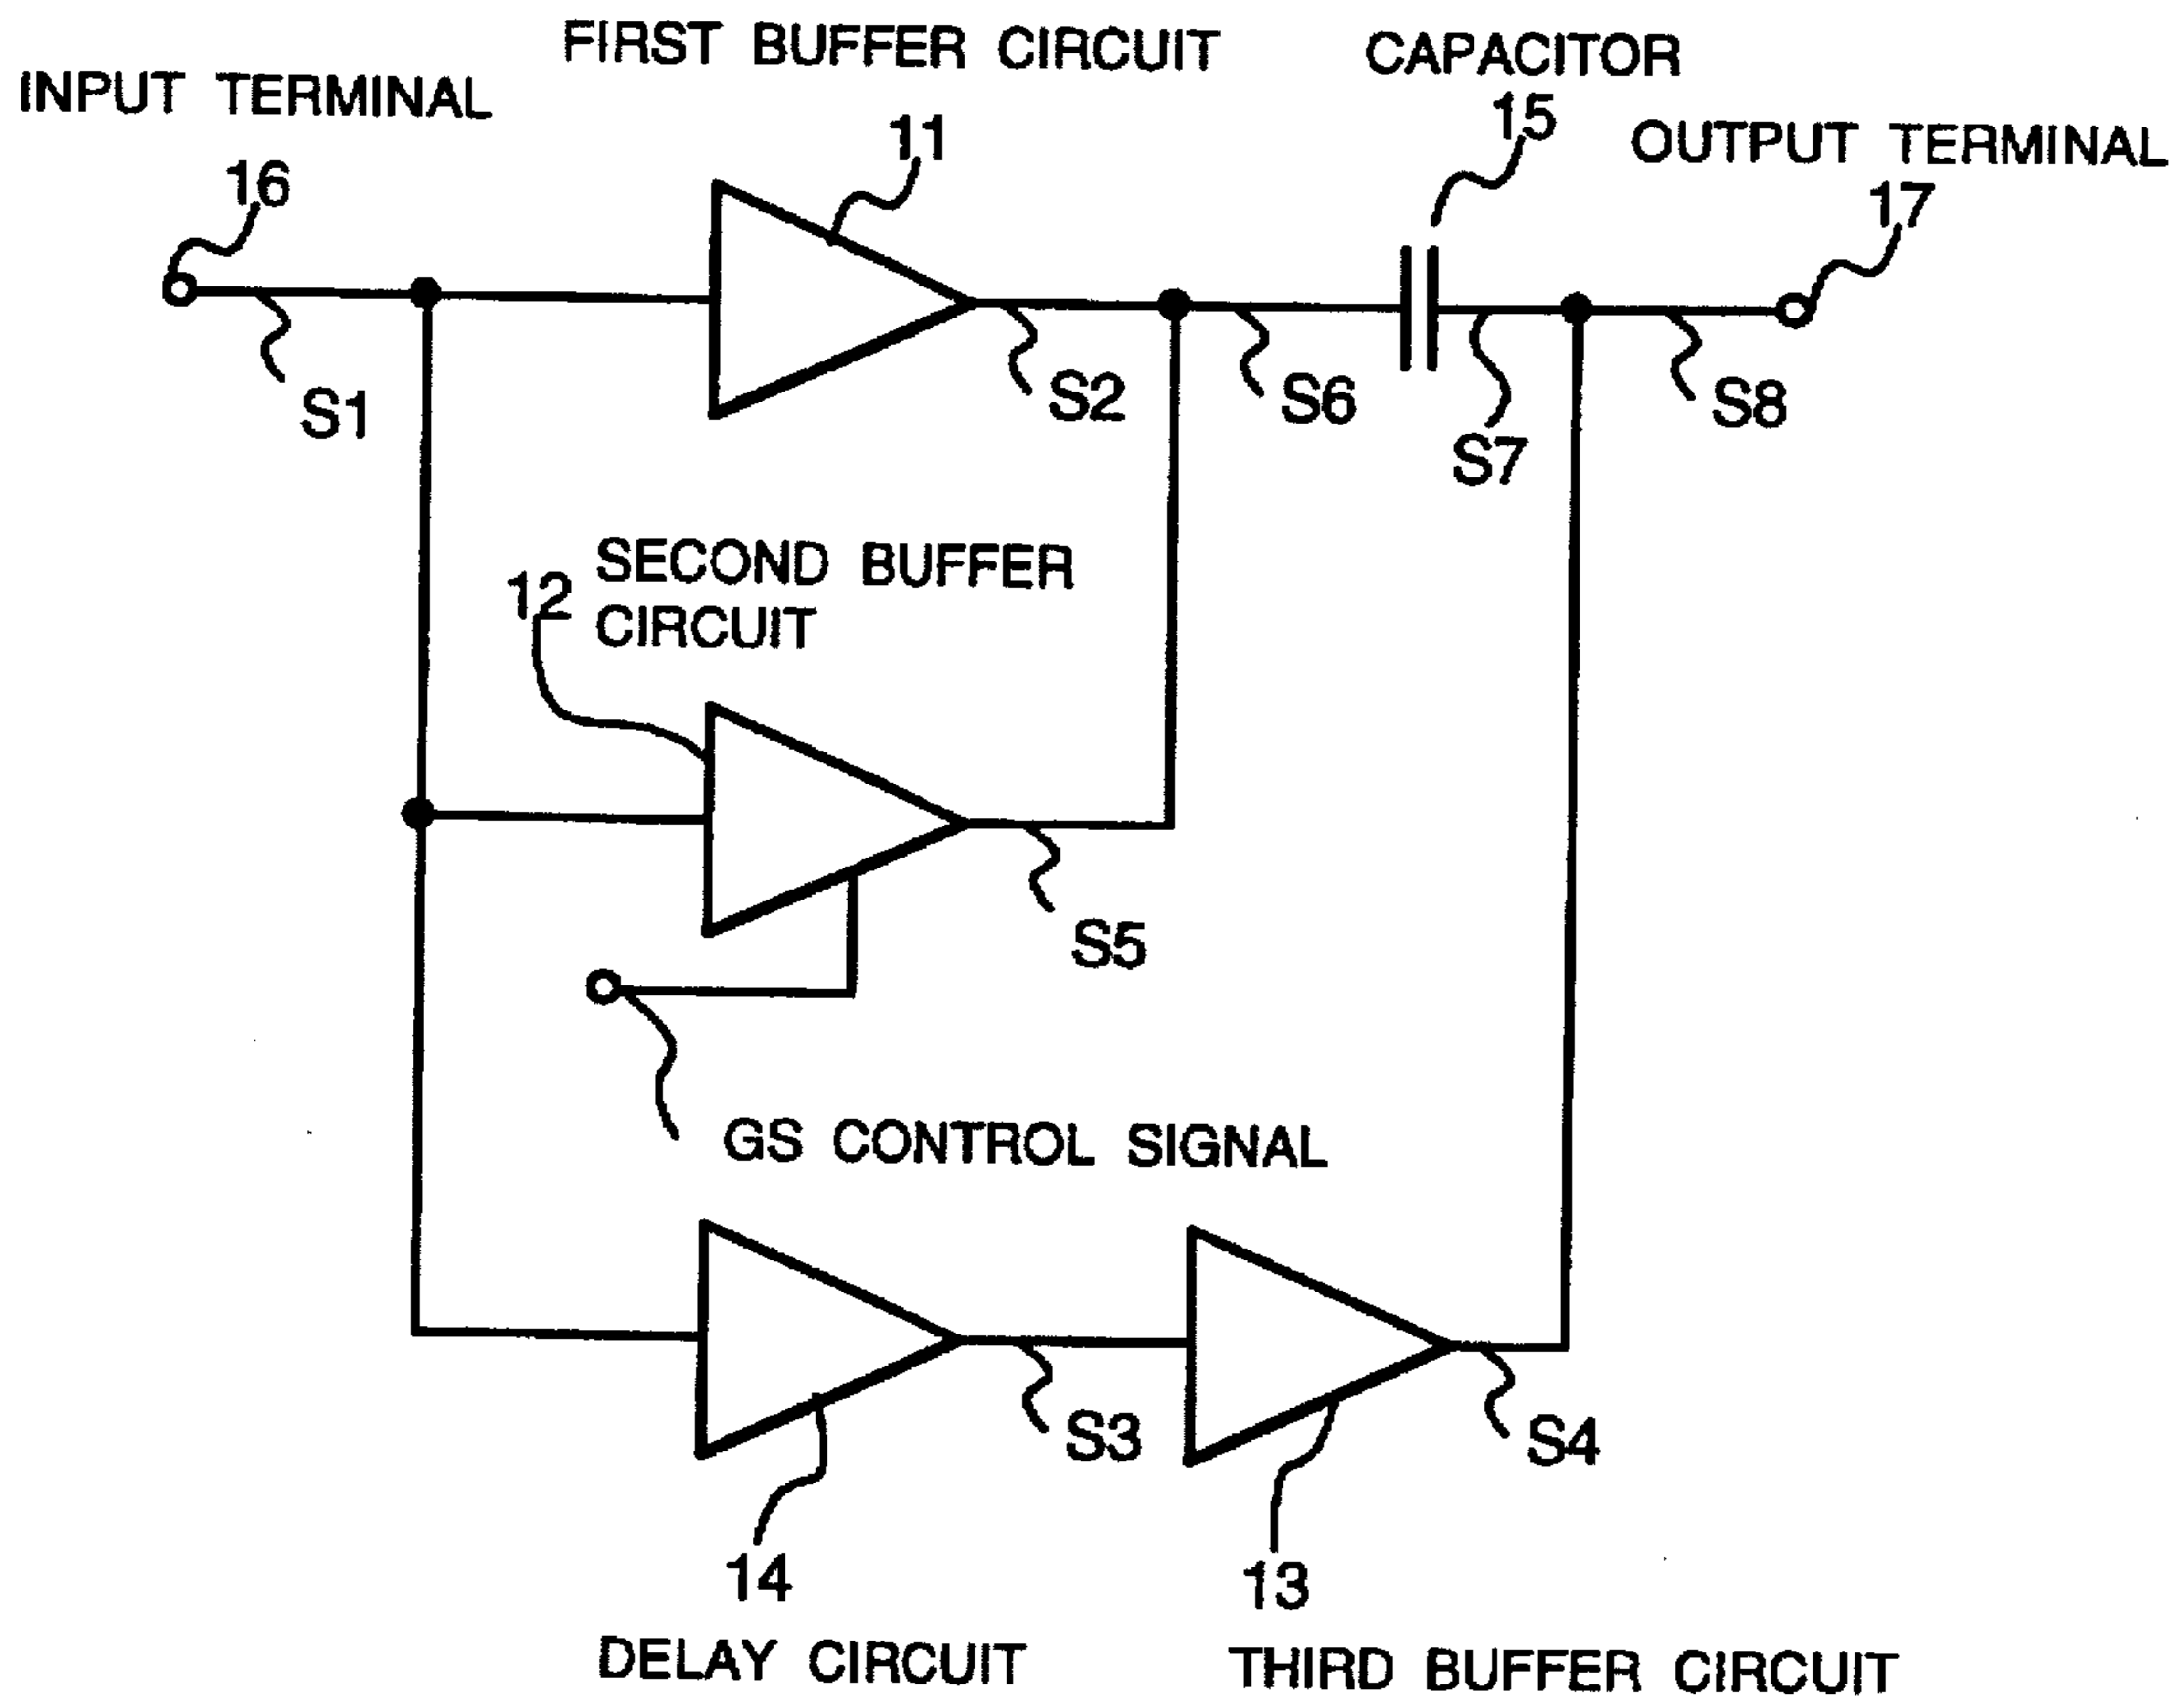 FIRST BUFFER CIRCUIT
CAPACITOR
INPUT TERMINAL
15
11
OUTPUT TERMINAL
16
17
S1
S2
S6
S8
S7
SECOND BUFFER
12
CIRCUIT
S5
GS CONTROL SIGNAL
S3
S4
14
13
DELAY CIRCUIT
THIRD BUFFER CIRCUIT